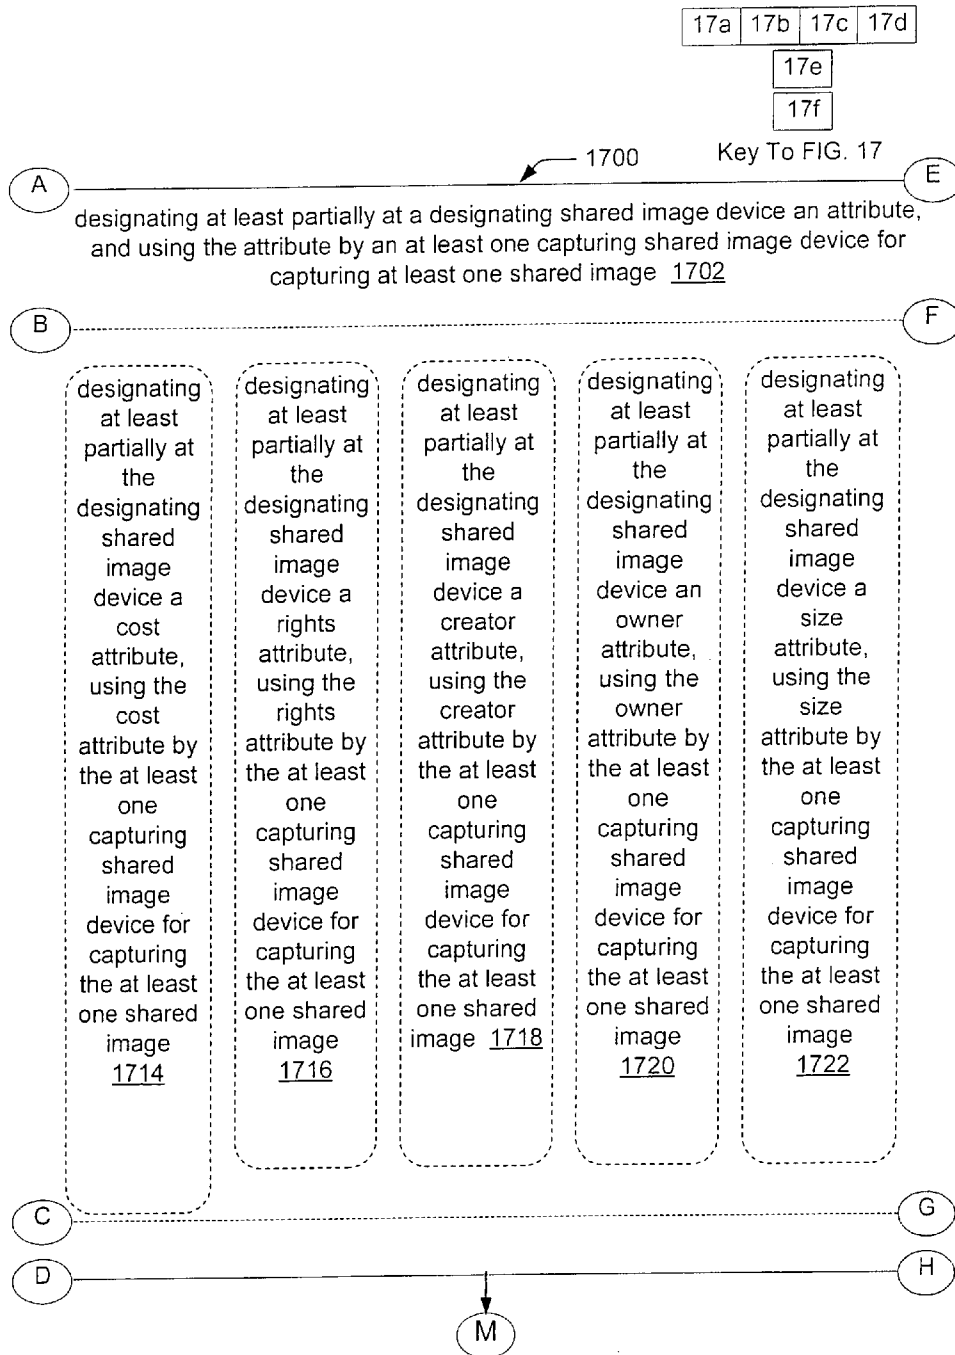 17a 17b 17c 17d
17e
17f
Key To FIG. 17
1700
A
E
designating at least partially at a designating shared image device an attribute,
and using the attribute by an at least one capturing shared image device for
capturing at least one shared image 1702
B
F
designating
at least
partially at
the
designating
shared
image
device a
cost
attribute,
using the
cost
attribute by
the at least
one
capturing
shared
image
device for
capturing
the at least
one shared
image
1714
designating
at least
partially at
the
designating
shared
image
device a
rights
attribute,
using the
rights
attribute by
the at least
one
capturing
shared
image
device for
capturing
the at least
one shared
image
1716
designating
at least
partially at
the
designating
shared
image
device a
creator
attribute,
using the
creator
attribute by
the at least
one
capturing
shared
image
device for
capturing
the at least
one shared
image 1718
designating
at least
partially at
the
designating
shared
image
device an
owner
attribute,
using the
owner
attribute by
the at least
one
capturing
shared
image
device for
capturing
the at least
one shared
image
1720
designating
at least
partially at
the
designating
shared
image
device a
size
attribute,
using the
size
attribute by
the at least
one
capturing
shared
image
device for
capturing
the at least
one shared
image
1722
C
G
D
H
M